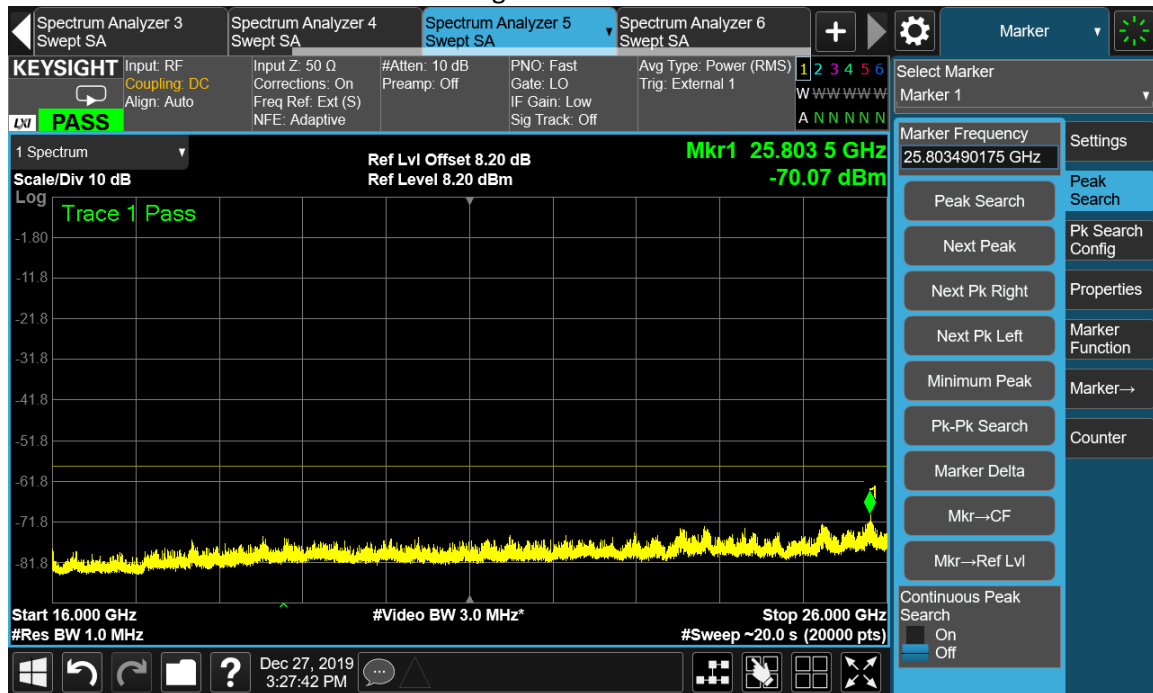 Spectrum Analyzer 3
Swept SA
Spectrum Analyzer 4
Swept SA
Spectrum Analyzer 5
Swept SA
Spectrum Analyzer 6
Swept SA
+
Marker
KEYSIGHT
LXI PASS
Input: RF
Coupling: DC
Align: Auto
Input Z: 50 Ω
Corrections: On
Freq Ref: Ext (S)
NFE: Adaptive
#Atten: 10 dB
Preamp: Off
PNO: Fast
Gate: LO
IF Gain: Low
Sig Track: Off
Avg Type: Power (RMS)
Trig: External 1
1 2 3 4 5 6
W W W W W W
A N N N N N
Select Marker
Marker 1
1 Spectrum
Scale/Div 10 dB
Ref Lvl Offset 8.20 dB
Ref Level 8.20 dBm
Mkr1 25.803 5 GHz
-70.07 dBm
Log
Trace 1 Pass
-1.80
-11.8
-21.8
-31.8
-41.8
-51.8
-61.8
-71.8
-81.8
1
Start 16.000 GHz
#Res BW 1.0 MHz
#Video BW 3.0 MHz*
Stop 26.000 GHz
#Sweep ~20.0 s (20000 pts)
Marker Frequency
25.803490175 GHz
Peak Search
Next Peak
Next Pk Right
Next Pk Left
Minimum Peak
Pk-Pk Search
Marker Delta
Mkr→CF
Mkr→Ref Lvl
Continuous Peak
Search
On
Off
Settings
Peak
Search
Pk Search
Config
Properties
Marker
Function
Marker→
Counter
?
Dec 27, 2019
3:27:42 PM